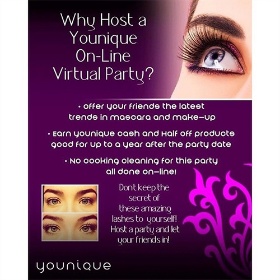 Why Host a
Younique
On-Line
Virtual Party?
• Offer your friends the latest
trends in mascara and make-up
• Earn younique cash and Half off products
good for up to a year after the party date
• No cooking cleaning for this party
all done on-line!
Don't keep the
secret of
these amazing
lashes to yourself!
Host a party and let
your friends in!
younique